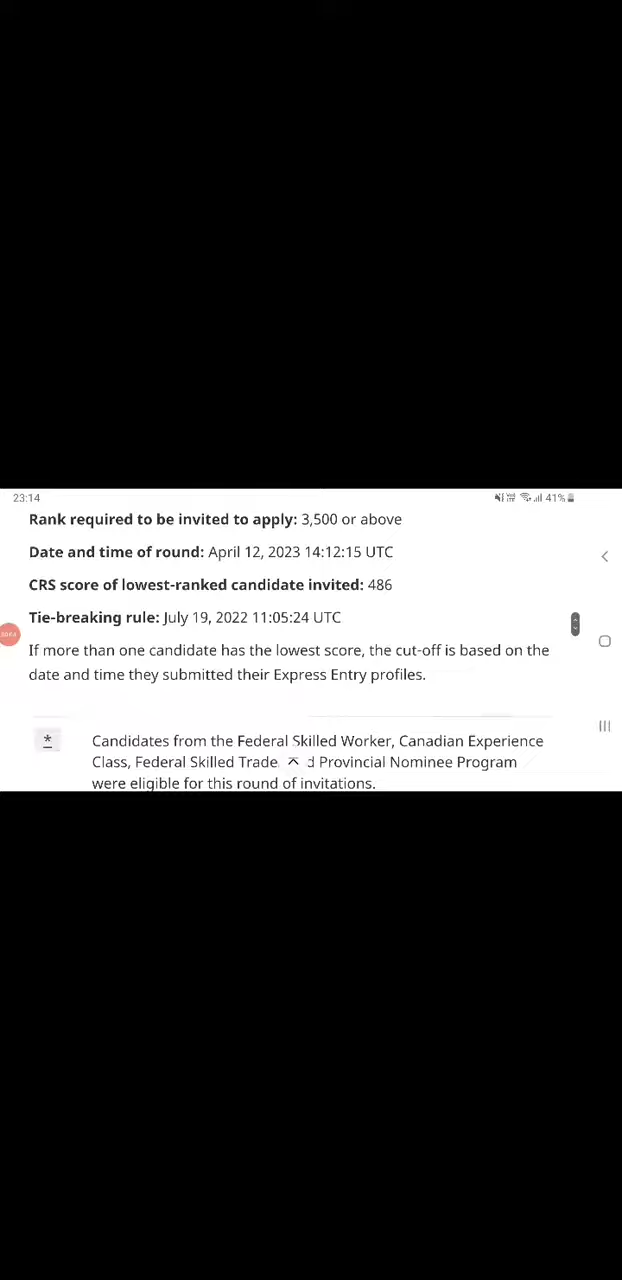 23:14
41%
Rank required to be invited to apply: 3,500 or above
Date and time of round: April 12, 2023 14:12:15 UTC
CRS score of lowest-ranked candidate invited: 486
Tie-breaking rule: July 19, 2022 11:05:24 UTC
If more than one candidate has the lowest score, the cut-off is based on the
date and time they submitted their Express Entry profiles.
*
Candidates from the Federal Skilled Worker, Canadian Experience
Class, Federal Skilled Trade d Provincial Nominee Program
were eligible for this round of invitations.